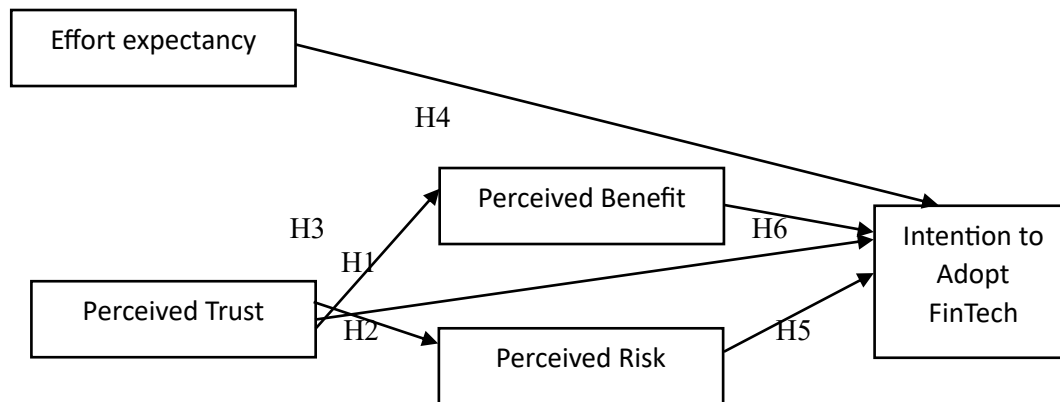 Effort expectancy
H4
Perceived Benefit
H6
Intention to
Adopt
FinTech
H3
H1
Perceived Trust
H2
Perceived Risk
H5